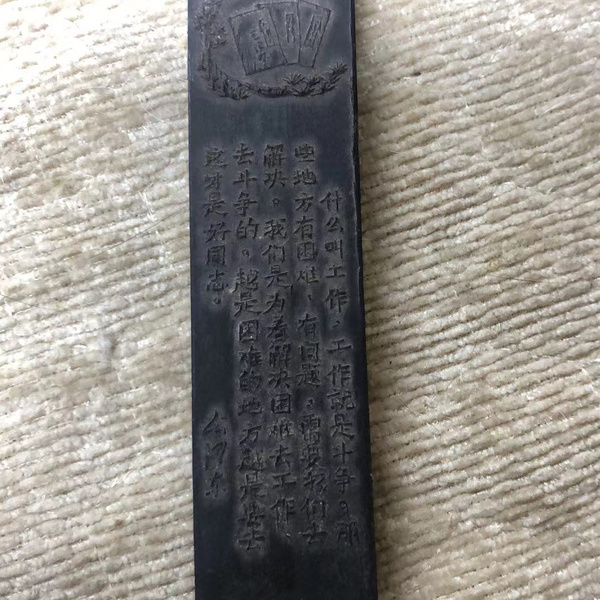 什么叫工作，工作就是斗争。那
些地方有困难、有问题，需要我们去
解决。我们是为着解决困难去工作、
去斗争的。越是困难的地方越是要去
这才是好同志。
毛泽东